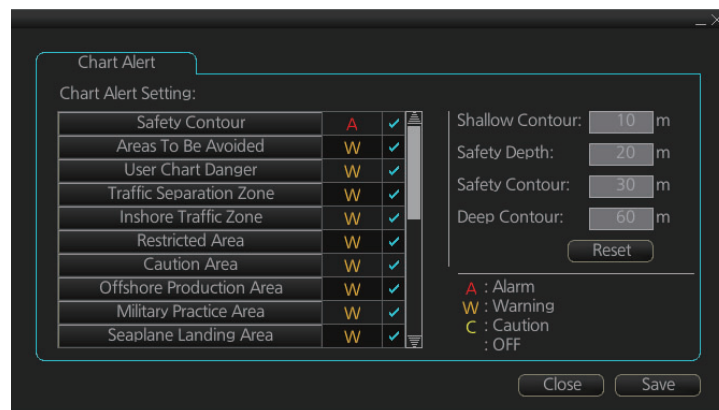 Chart Alert
Chart Alert Setting:
Safety Contour A
Areas To Be Avoided W
User Chart Danger W
Traffic Separation Zone W
Inshore Traffic Zone W
Restricted Area W
Caution Area W
Offshore Production Area W
Military Practice Area W
Seaplane Landing Area W
Shallow Contour: 10 m
Safety Depth: 20 m
Safety Contour: 30 m
Deep Contour: 60 m
Reset
A : Alarm
W : Warning
C : Caution
: OFF
Close Save